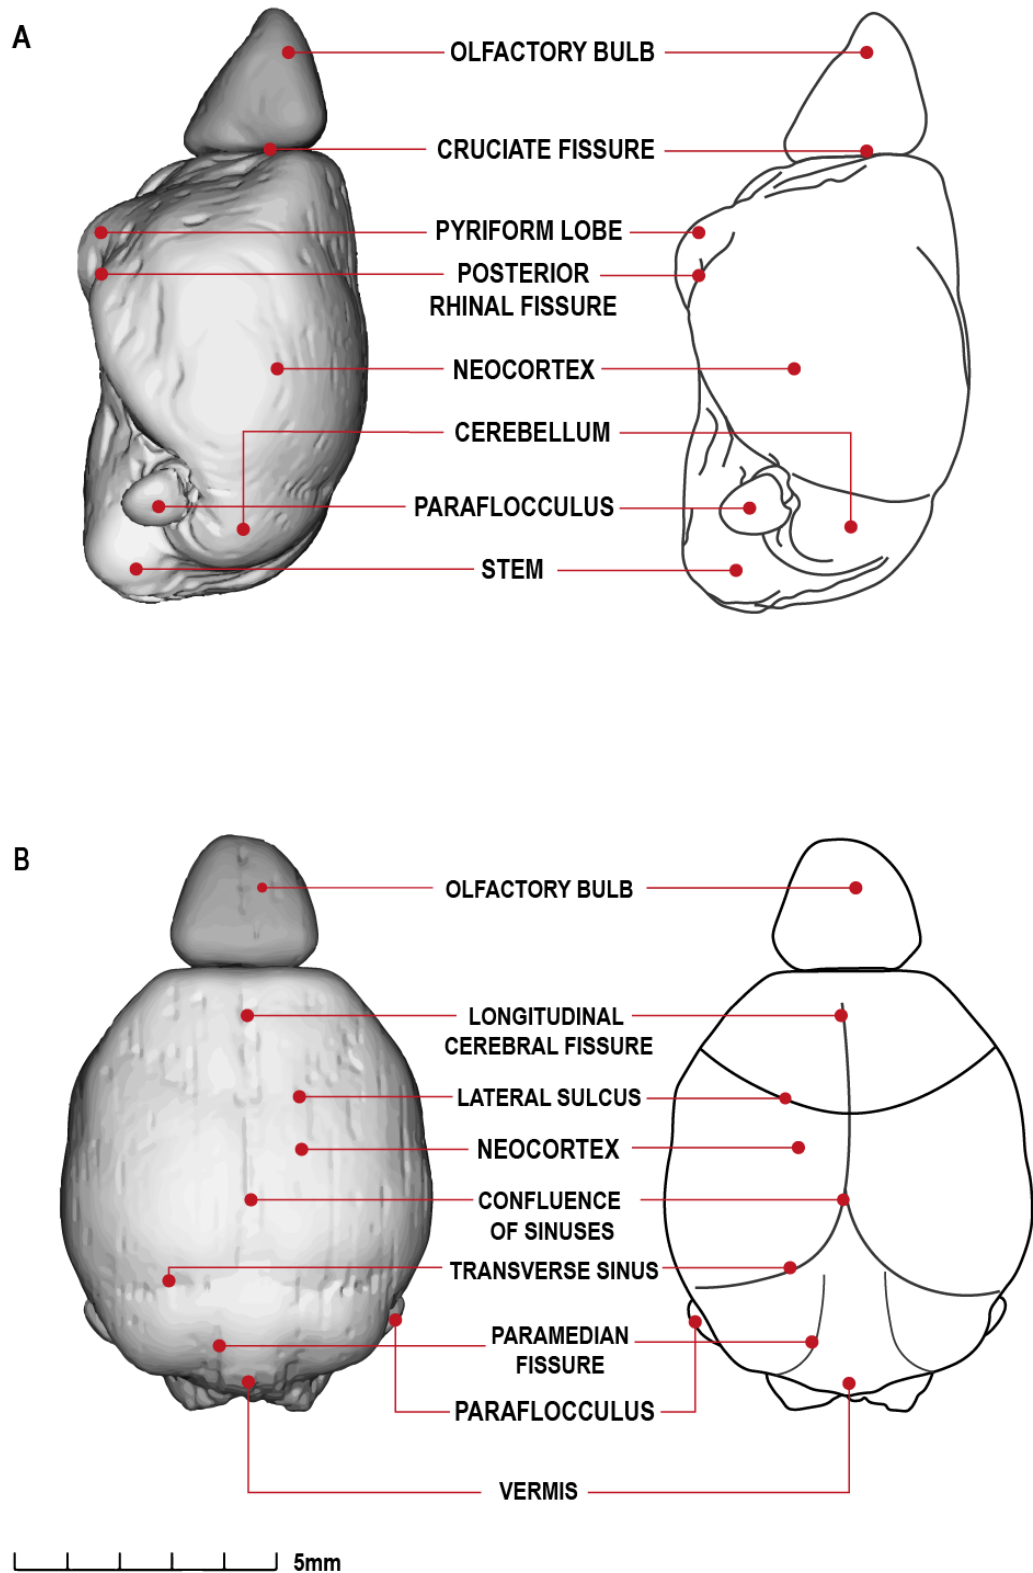 A
OLFACTORY BULB
CRUCIATE FISSURE
PYRIFORM LOBE
POSTERIOR
RHINAL FISSURE
NEOCORTEX
CEREBELLUM
PARAFLOCCULUS
STEM
B
OLFACTORY BULB
LONGITUDINAL
CEREBRAL FISSURE
LATERAL SULCUS
NEOCORTEX
CONFLUENCE
OF SINUSES
TRANSVERSE SINUS
PARAMEDIAN
FISSURE
PARAFLOCCULUS
VERMIS
5mm